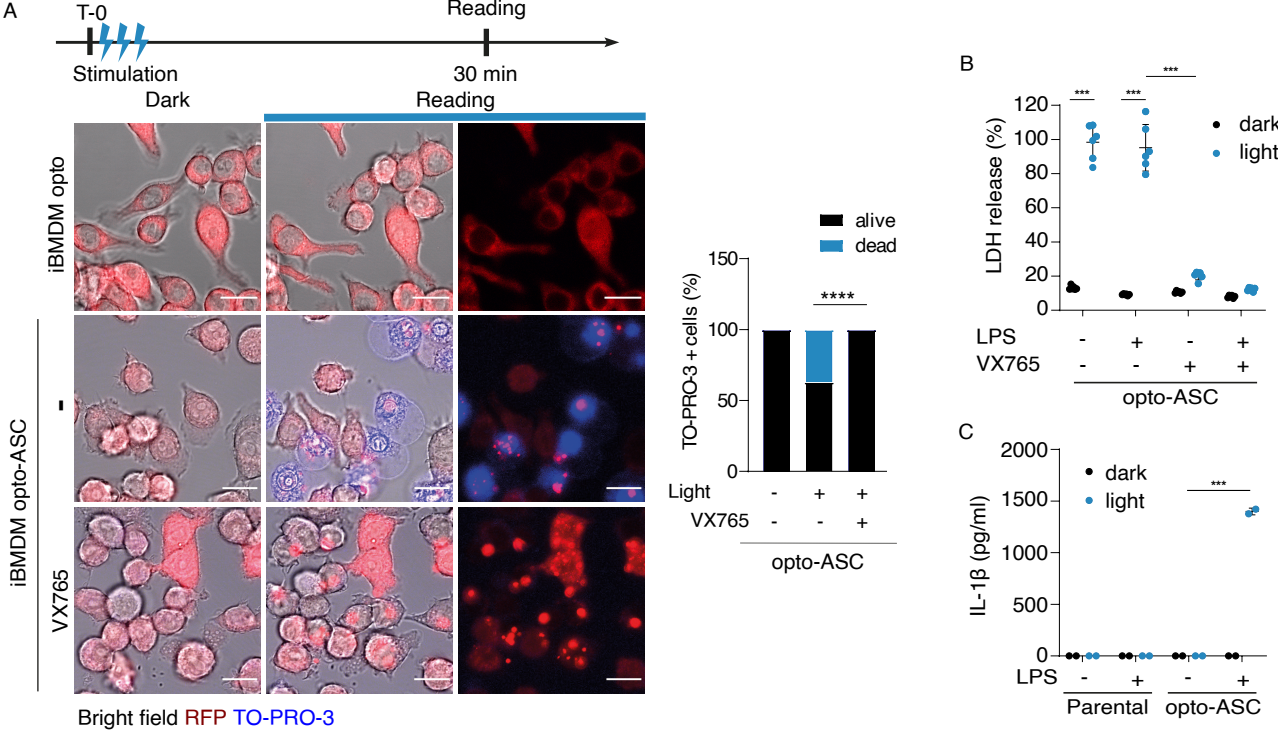 A
T-0
Reading
Stimulation
30 min
Dark
Reading
iBMDM opto
iBMDM opto-ASC
-
VX765
Bright field RFP TO-PRO-3
alive
dead
TO-PRO-3 + cells (%)
150
100
50
0
****
Light - + +
VX765 - - +
opto-ASC
B
LDH release (%)
120
100
80
60
40
20
0
*** *** ***
dark
light
LPS - + - +
VX765 - - + +
opto-ASC
C
IL-1β (pg/ml)
2000
1500
1000
500
0
dark
light
***
LPS - + - +
Parental opto-ASC